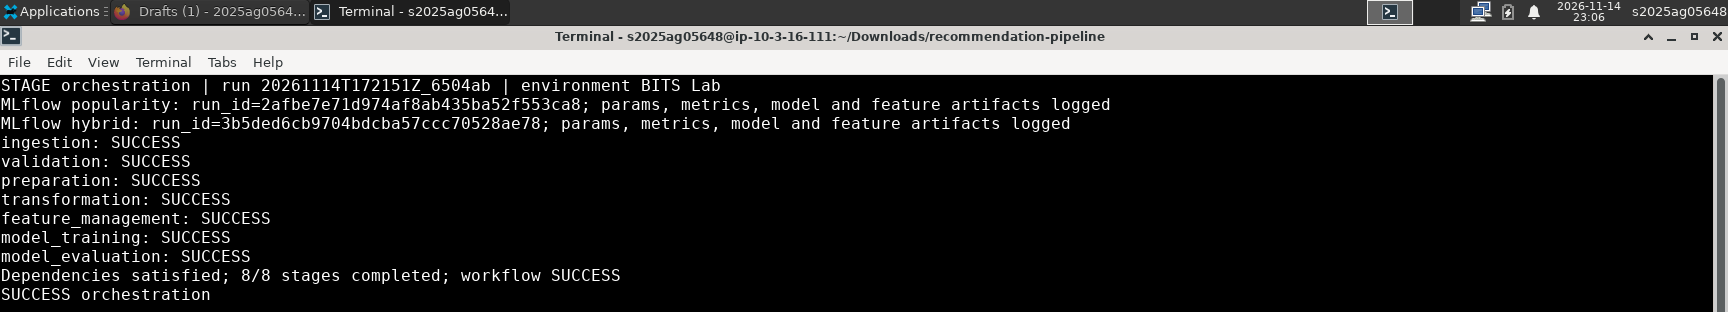 Applications Drafts (1) - 2025ag0564... Terminal - s2025ag0564... 2026-11-14 23:06 s2025ag05648
Terminal - s2025ag05648@ip-10-3-16-111:~/Downloads/recommendation-pipeline
File Edit View Terminal Tabs Help
STAGE orchestration | run 20261114T172151Z_6504ab | environment BITS Lab
MLflow popularity: run_id=2afbe7e71d974af8ab435ba52f553ca8; params, metrics, model and feature artifacts logged
MLflow hybrid: run_id=3b5ded6cb9704bdcba57ccc70528ae78; params, metrics, model and feature artifacts logged
ingestion: SUCCESS
validation: SUCCESS
preparation: SUCCESS
transformation: SUCCESS
feature_management: SUCCESS
model_training: SUCCESS
model_evaluation: SUCCESS
Dependencies satisfied; 8/8 stages completed; workflow SUCCESS
SUCCESS orchestration